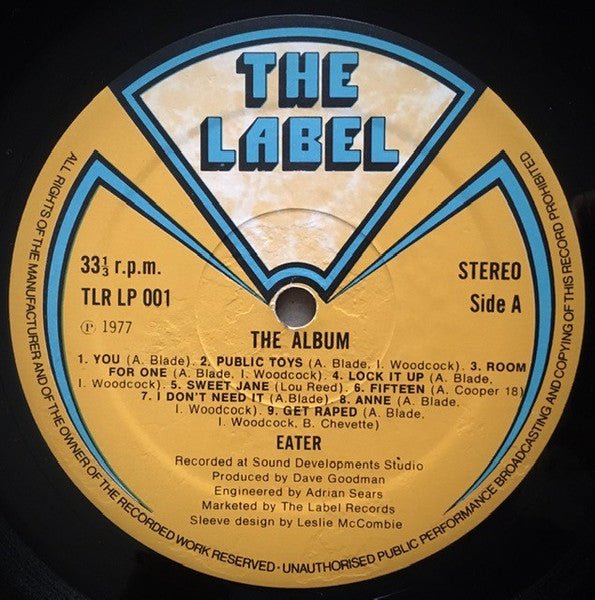 THE
LABEL
33⅓ r.p.m.
TLR LP 001
Ⓟ 1977
STEREO
Side A
THE ALBUM
1. YOU (A. Blade). 2. PUBLIC TOYS (A. Blade, I. Woodcock). 3. ROOM
FOR ONE (A. Blade, I. Woodcock). 4. LOCK IT UP (A. Blade,
I. Woodcock). 5. SWEET JANE (Lou Reed). 6. FIFTEEN (A. Cooper 18)
7. I DON'T NEED IT (A.Blade) 8. ANNE (A. Blade.
I. Woodcock). 9. GET RAPED (A. Blade,
I. Woodcock, B. Chevette)
EATER
Recorded at Sound Developments Studio
Produced by Dave Goodman
Engineered by Adrian Sears
Marketed by The Label Records
Sleeve design by Leslie McCombie
ALL RIGHTS OF THE MANUFACTURER AND OF THE OWNER OF THE RECORDED WORK RESERVED - UNAUTHORISED PUBLIC PERFORMANCE BROADCASTING AND COPYING OF THIS RECORD PROHIBITED